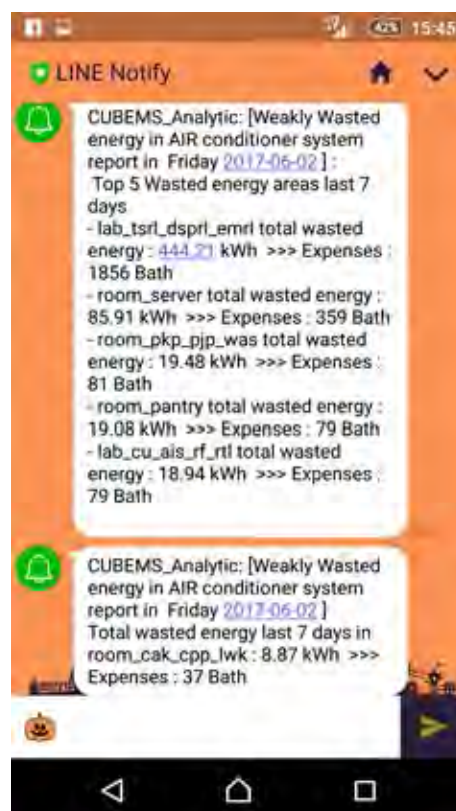 42% 15:45
LINE Notify
CUBEMS_Analytic: [Weakly Wasted
energy in AIR conditioner system
report in Friday 2017-06-02 ] :
Top 5 Wasted energy areas last 7
days
- lab_tsrl_dsprl_emrl total wasted
energy : 444.21 kWh >>> Expenses :
1856 Bath
- room_server total wasted energy :
85.91 kWh >>> Expenses : 359 Bath
- room_pkp_pjp_was total wasted
energy : 19.48 kWh >>> Expenses :
81 Bath
- room_pantry total wasted energy :
19.08 kWh >>> Expenses : 79 Bath
- lab_cu_ais_rf_rtl total wasted
energy : 18.94 kWh >>> Expenses :
79 Bath
CUBEMS_Analytic: [Weakly Wasted
energy in AIR conditioner system
report in Friday 2017-06-02 ]
Total wasted energy last 7 days in
room_cak_cpp_lwk : 8.87 kWh >>>
Expenses : 37 Bath